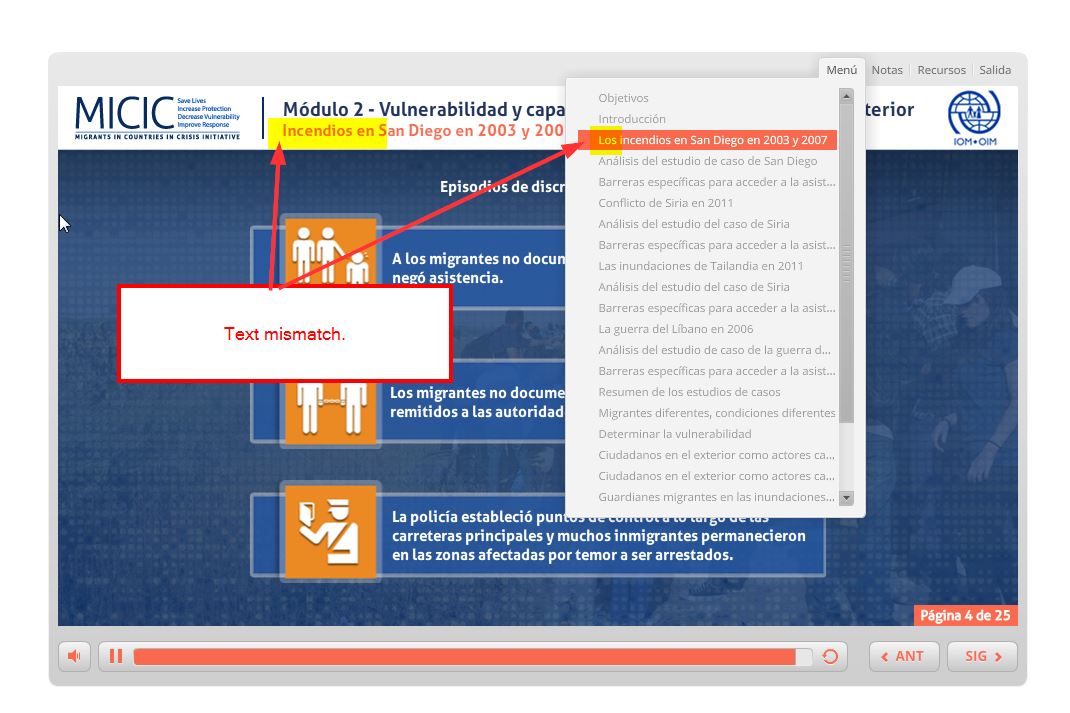 Menú Notas Recursos Salida
MICIC Save Lives
Increase Protection
Decrease Vulnerability
Improve Response
MIGRANTS IN COUNTRIES IN CRISIS INITIATIVE
Módulo 2 - Vulnerabilidad y capa
terior
Incendios en San Diego en 2003 y 200
IOM•OIM
Objetivos
Introducción
Los incendios en San Diego en 2003 y 2007
Análisis del estudio de caso de San Diego
Barreras específicas para acceder a la asist...
Conflicto de Siria en 2011
Análisis del estudio del caso de Siria
Barreras específicas para acceder a la asist...
Las inundaciones de Tailandia en 2011
Análisis del estudio del caso de Siria
Barreras específicas para acceder a la asist...
La guerra del Líbano en 2006
Análisis del estudio de caso de la guerra d...
Barreras específicas para acceder a la asist...
Resumen de los estudios de casos
Migrantes diferentes, condiciones diferentes
Determinar la vulnerabilidad
Ciudadanos en el exterior como actores ca...
Ciudadanos en el exterior como actores ca...
Guardianes migrantes en las inundaciones...
Episodios de discr
A los migrantes no docum
negó asistencia.
Text mismatch.
Los migrantes no docume
remitidos a las autoridad
La policía estableció puntos de control a lo largo de las
carreteras principales y muchos inmigrantes permanecieron
en las zonas afectadas por temor a ser arrestados.
Página 4 de 25
ANT
SIG